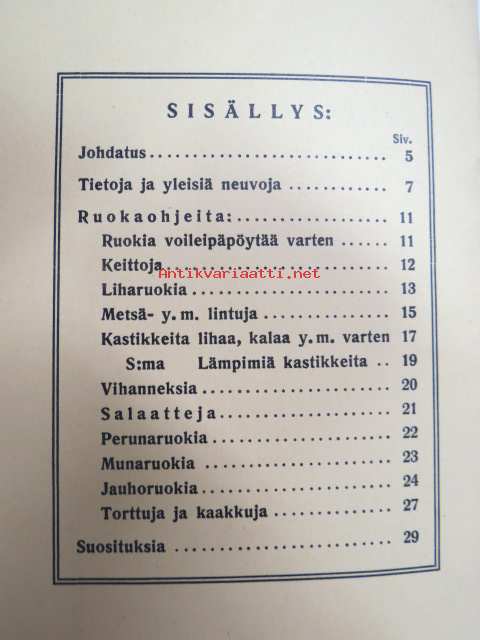 SISÄLLYS:
Siv.
Johdatus ........................ 5
Tietoja ja yleisiä neuvoja ........... 7
Ruokaohjeita: ................ 11
Ruokia voileipäpöytää varten ...... 11
Keittoja ........................ 12
Antikvariaatti.net
Liharuokia ........................ 13
Metsä- y. m. lintuja ............... 15
Kastikkeita lihaa, kalaa y. m. varten 17
S:ma Lämpimiä kastikkeita .. 19
Vihanneksia ........................ 20
Salaatteja ........................ 21
Perunaruokia ........................ 22
Munaruokia ........................ 23
Jauhoruokia ........................ 24
Torttuja ja kaakkuja ............... 27
Suosituksia ........................ 29